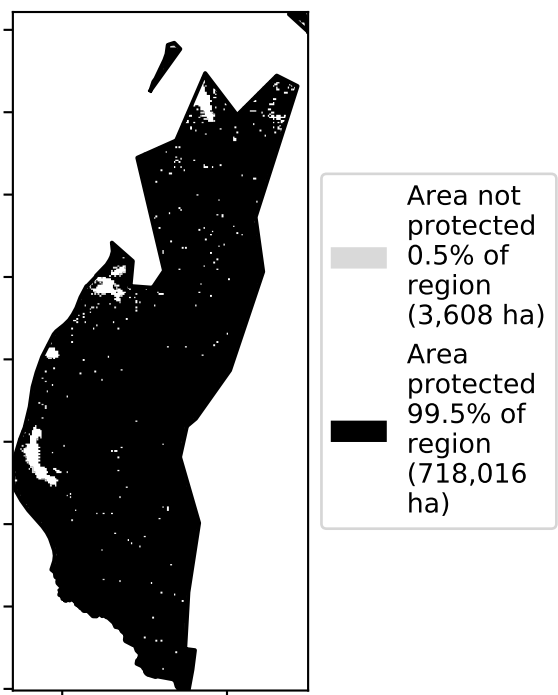 Area not
protected
0.5% of
region
(3,608 ha)
Area
protected
99.5% of
region
(718,016
ha)